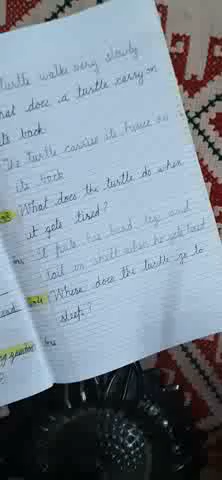 turtle walks very slowly
what does a turtle carry on
its back
The turtle carries its house on
its back
What does the turtle do when
it gets tired?
It puts his head, legs and
tail in shell when he gets tired
Where does the turtle go to
sleep?